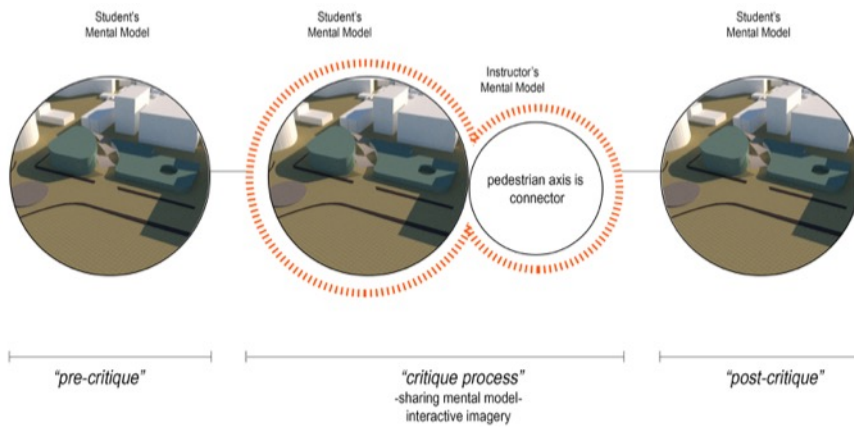 Student's
Mental Model
Student's
Mental Model
Instructor's
Mental Model
pedestrian axis is
connector
Student's
Mental Model
"pre-critique"
"critique process"
-sharing mental model-
interactive imagery
"post-critique"